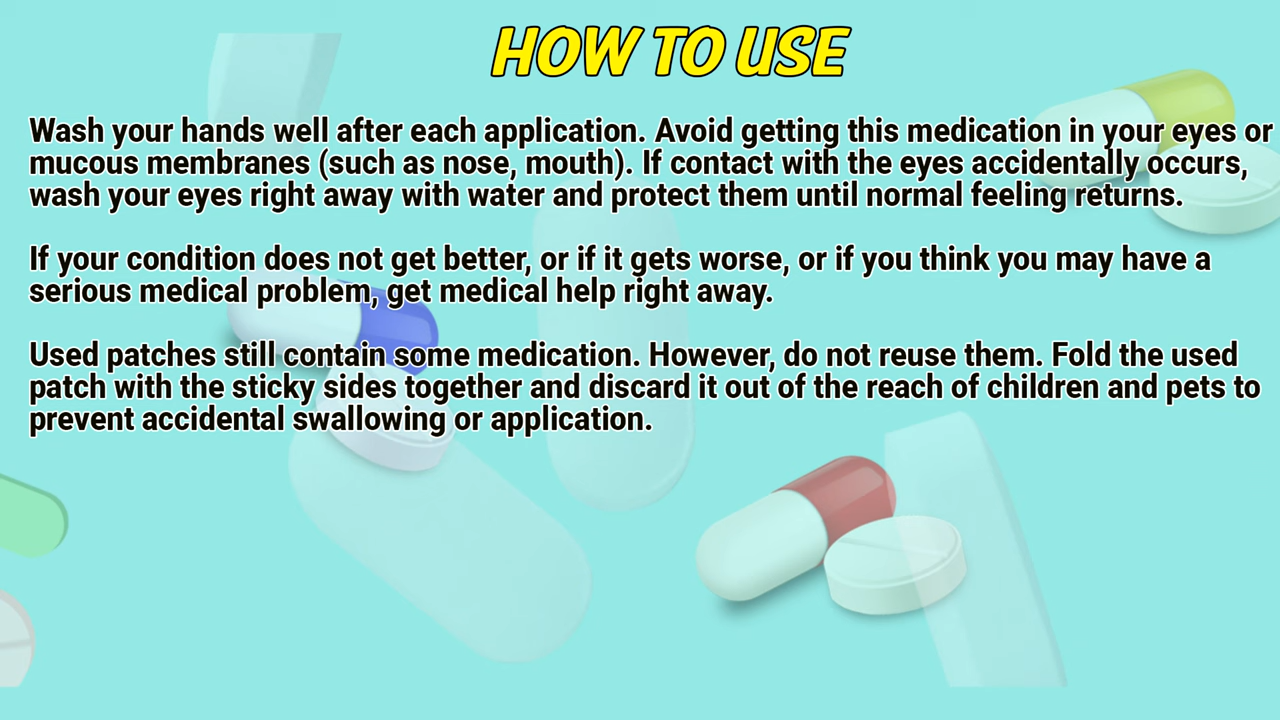 HOW TO USE
Wash your hands well after each application. Avoid getting this medication in your eyes or
mucous membranes (such as nose, mouth). If contact with the eyes accidentally occurs,
wash your eyes right away with water and protect them until normal feeling returns.
If your condition does not get better, or if it gets worse, or if you think you may have a
serious medical problem, get medical help right away.
Used patches still contain some medication. However, do not reuse them. Fold the used
patch with the sticky sides together and discard it out of the reach of children and pets to
prevent accidental swallowing or application.